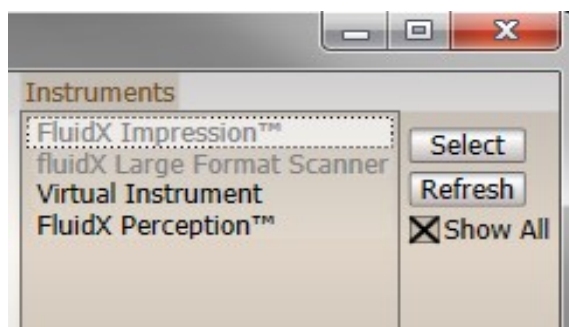 Instruments
FluidX Impression™
fluidX Large Format Scanner
Virtual Instrument
FluidX Perception™
Select
Refresh
Show All